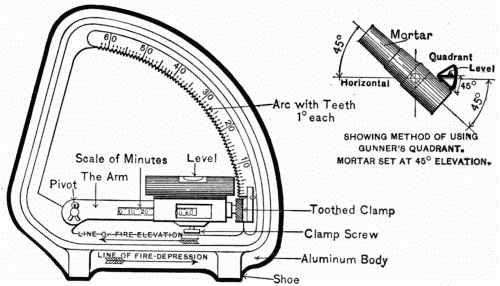 60
50
40
30
20
10
Arc with Teeth
1° each
Scale of Minutes
Level
Pivot
The Arm
10 20
Toothed Clamp
Clamp Screw
LINE OF FIRE-ELEVATION
LINE OF FIRE-DEPRESSION
Aluminum Body
Shoe
Mortar
45°
Quadrant
Level
45°
Horizontal
45°
SHOWING METHOD OF USING
GUNNER'S QUADRANT.
MORTAR SET AT 45° ELEVATION.